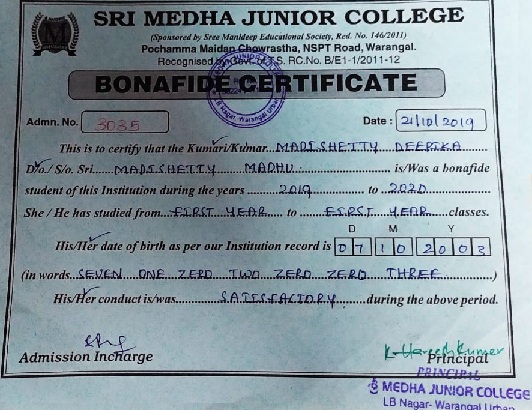 SRI MEDHA JUNIOR COLLEGE
(Sponsored by Sree Manideep Educational Society, Red. No. 146/2011)
Pochamma Maidan Chowrastha, NSPT Road, Warangal.
Recognised by Govt. of T.S. RC.No. B/E1-1/2011-12
BONAFIDE CERTIFICATE
Admn. No. 3035 Date : 21/10/2019
This is to certify that the Kumari/Kumar MADISHETTY DEEPIKA
D/o./ S/o. Sri MADISHETTY MADHU is/Was a bonafide
student of this Institution during the years 2019 to 2020
She / He has studied from FIRST YEAR to FIRST YEAR classes.
D M Y
His/Her date of birth as per our Institution record is 07 10 2003
(in words SEVEN ONE ZERO TWO ZERO ZERO THREE)
His/Her conduct is/was SATISFACTORY during the above period.
Admission Incharge Principal
PRINCIPAL
MEDHA JUNIOR COLLEGE
LB Nagar- Warangal Urban